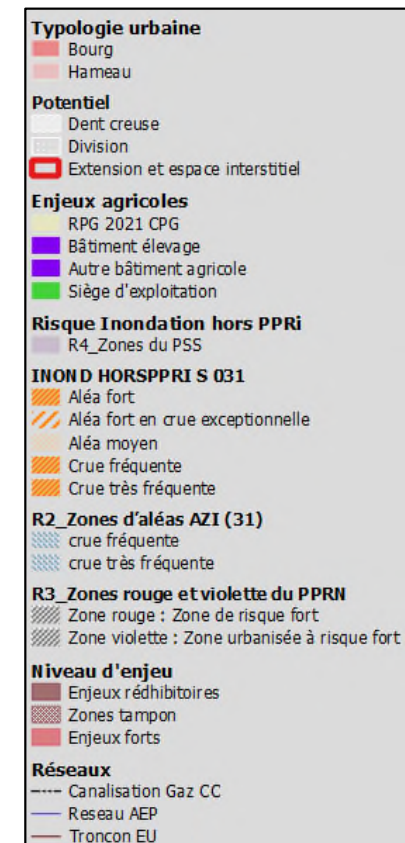 Typologie urbaine
Bourg
Hameau
Potentiel
Dent creuse
Division
Extension et espace interstitiel
Enjeux agricoles
RPG 2021 CPG
Bâtiment élevage
Autre bâtiment agricole
Siège d'exploitation
Risque Inondation hors PPRi
R4_Zones du PSS
INOND HORSPPRI S 031
Aléa fort
Aléa fort en crue exceptionnelle
Aléa moyen
Crue fréquente
Crue très fréquente
R2_Zones d'aléas AZI (31)
crue fréquente
crue très fréquente
R3_Zones rouge et violette du PPRN
Zone rouge : Zone de risque fort
Zone violette : Zone urbanisée à risque fort
Niveau d'enjeu
Enjeux rédhibitoires
Zones tampon
Enjeux forts
Réseaux
Canalisation Gaz CC
Reseau AEP
Troncon EU